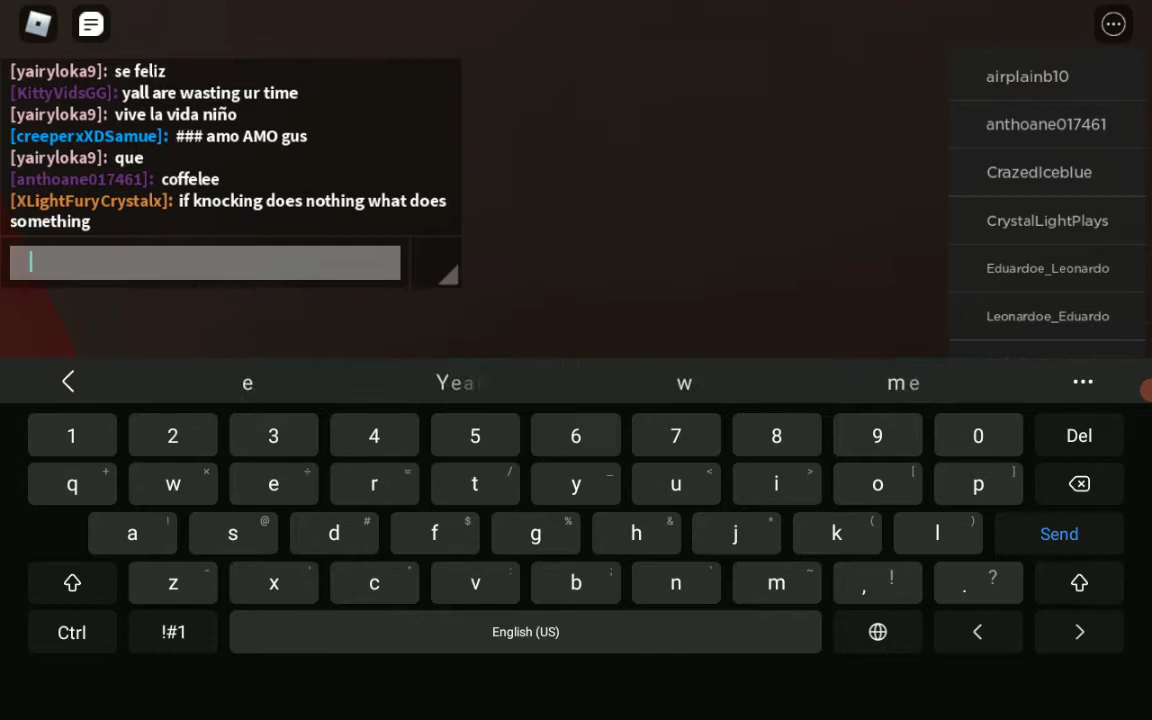 [yairyloka9]: se feliz
[KittyVidsGG]: yall are wasting ur time
[yairyloka9]: vive la vida niño
[creeperxXDSamue]: ### amo AMO gus
[yairyloka9]: que
[anthoane017461]: coffelee
[XLightFuryCrystalx]: if knocking does nothing what does
something
airplainb10
anthoane017461
CrazedIceblue
CrystalLightPlays
Eduardoe_Leonardo
Leonardoe_Eduardo
e Yea w me
1 2 3 4 5 6 7 8 9 0 Del
+ × ÷ = / _ < > [ ]
q w e r t y u i o p
! @ # $ % & * ( )
a s d f g h j k l Send
- ' " : ; ` ~ ! ?
z x c v b n m , .
Ctrl !#1 English (US) < >